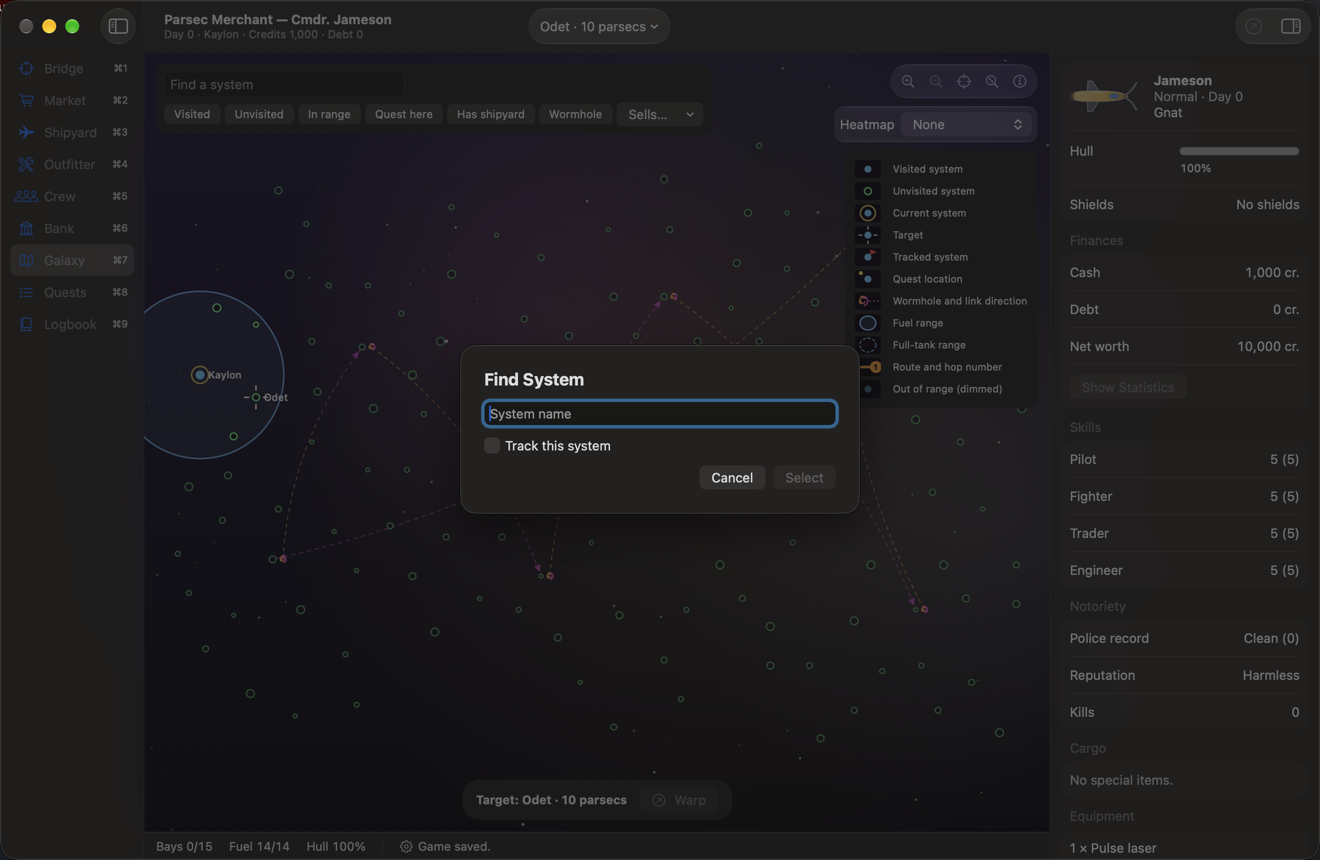 Parsec Merchant — Cmdr. Jameson
Day 0 · Kaylon · Credits 1,000 · Debt 0
Odet · 10 parsecs
Bridge ⌘1
Market ⌘2
Shipyard ⌘3
Outfitter ⌘4
Crew ⌘5
Bank ⌘6
Galaxy ⌘7
Quests ⌘8
Logbook ⌘9
Find a system
Visited Unvisited In range Quest here Has shipyard Wormhole Sells...
Heatmap None
Visited system
Unvisited system
Current system
Target
Tracked system
Quest location
Wormhole and link direction
Fuel range
Full-tank range
1 Route and hop number
Out of range (dimmed)
Kaylon
Odet
Find System
System name
Track this system
Cancel Select
Target: Odet · 10 parsecs Warp
Bays 0/15 Fuel 14/14 Hull 100% Game saved.
Jameson
Normal · Day 0
Gnat
Hull
100%
Shields No shields
Finances
Cash 1,000 cr.
Debt 0 cr.
Net worth 10,000 cr.
Show Statistics
Skills
Pilot 5 (5)
Fighter 5 (5)
Trader 5 (5)
Engineer 5 (5)
Notoriety
Police record Clean (0)
Reputation Harmless
Kills 0
Cargo
No special items.
Equipment
1 × Pulse laser